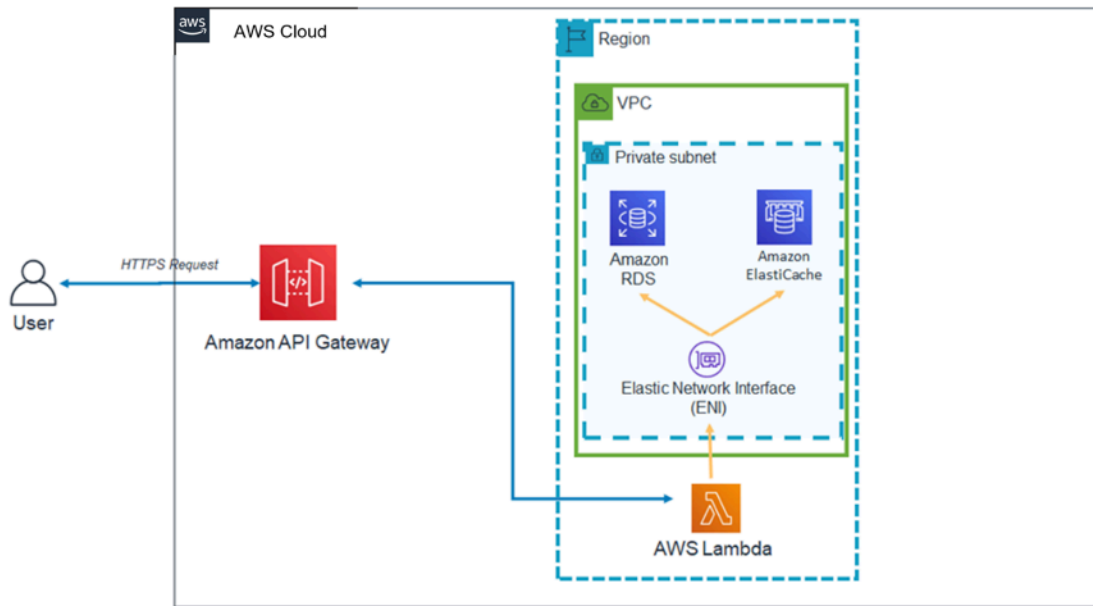 aws
AWS Cloud
Region
VPC
Private subnet
Amazon
RDS
Amazon
ElastiCache
HTTPS Request
User
Amazon API Gateway
Elastic Network Interface
(ENI)
AWS Lambda